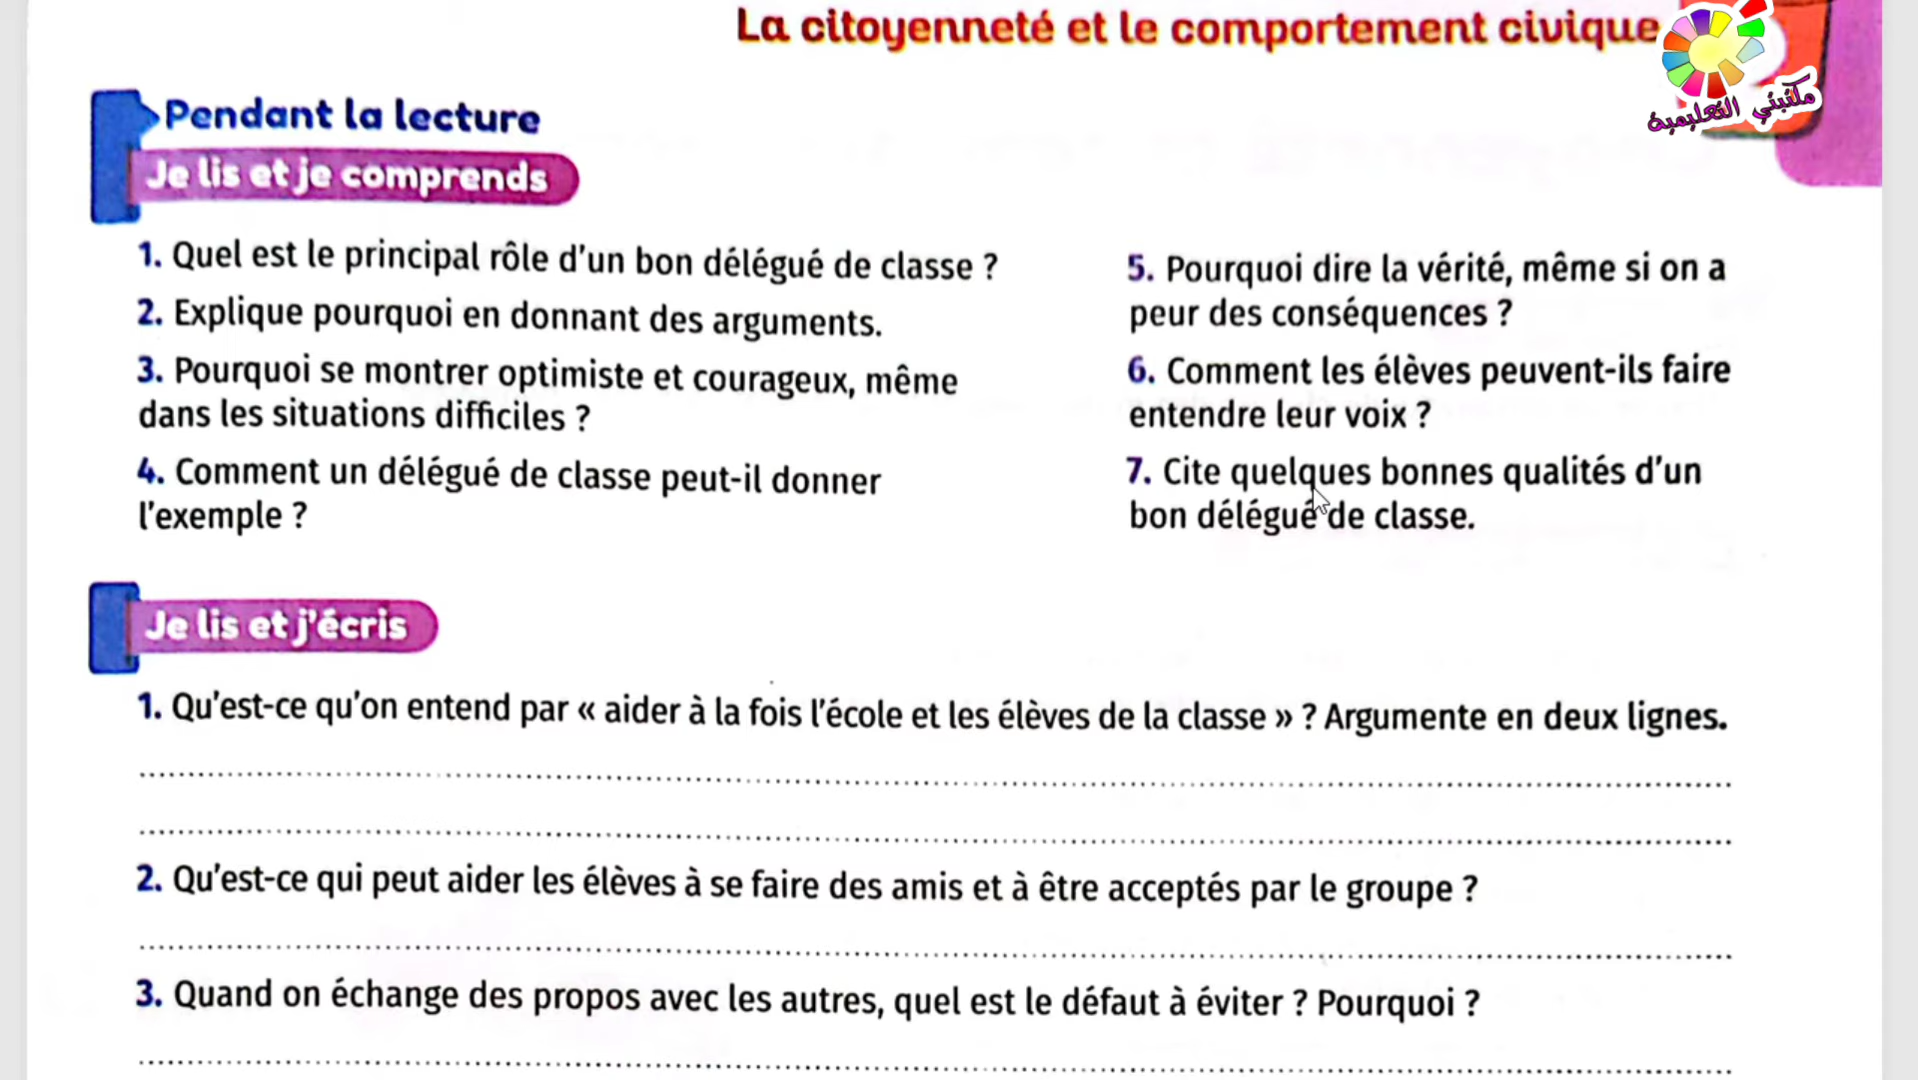 La citoyenneté et le comportement civique
مكتبتي التعليمية
Pendant la lecture
Je lis et je comprends
1. Quel est le principal rôle d'un bon délégué de classe ?
2. Explique pourquoi en donnant des arguments.
3. Pourquoi se montrer optimiste et courageux, même
dans les situations difficiles ?
4. Comment un délégué de classe peut-il donner
l'exemple ?
5. Pourquoi dire la vérité, même si on a
peur des conséquences ?
6. Comment les élèves peuvent-ils faire
entendre leur voix ?
7. Cite quelques bonnes qualités d'un
bon délégué de classe.
Je lis et j'écris
1. Qu'est-ce qu'on entend par « aider à la fois l'école et les élèves de la classe » ? Argumente en deux lignes.
2. Qu'est-ce qui peut aider les élèves à se faire des amis et à être acceptés par le groupe ?
3. Quand on échange des propos avec les autres, quel est le défaut à éviter ? Pourquoi ?